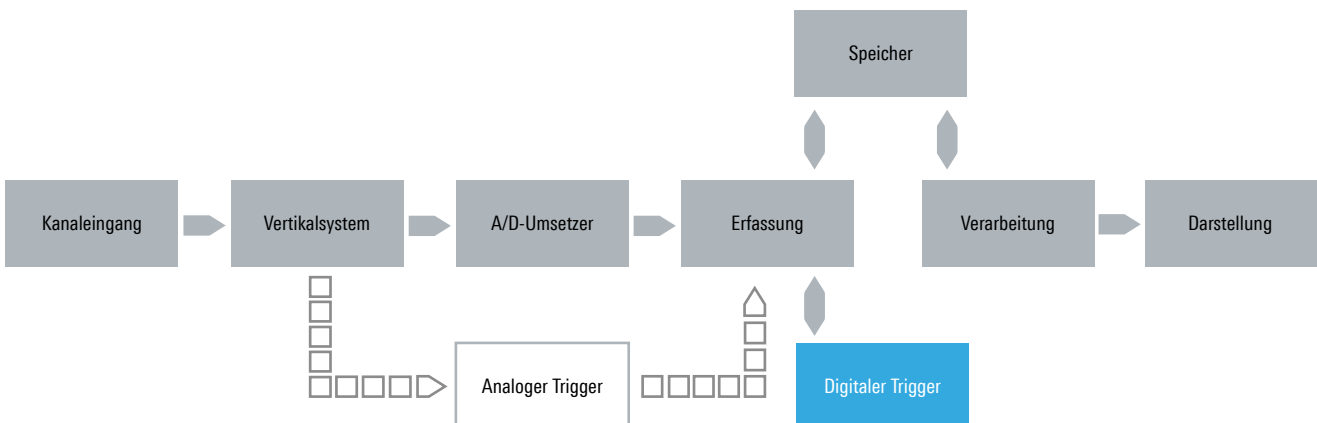 Speicher
Kanaleingang
Vertikalsystem
A/D-Umsetzer
Erfassung
Verarbeitung
Darstellung
Analoger Trigger
Digitaler Trigger